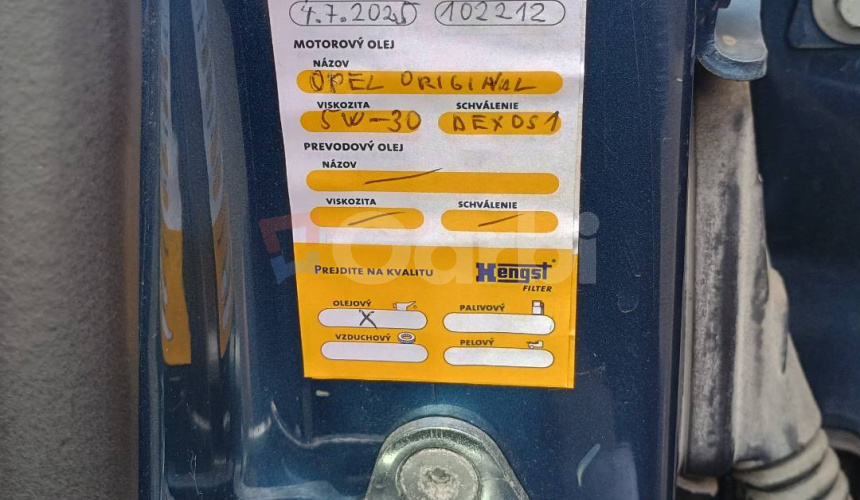 4.7.2025 102212
MOTOROVÝ OLEJ
NÁZOV
OPEL ORIGINAL
VISKOZITA SCHVÁLENIE
5W-30 DEXOS1
PREVODOVÝ OLEJ
NÁZOV
VISKOZITA SCHVÁLENIE
PREJDITE NA KVALITU Hengst
FILTER
OLEJOVÝ PALIVOVÝ
X
VZDUCHOVÝ PELOVÝ